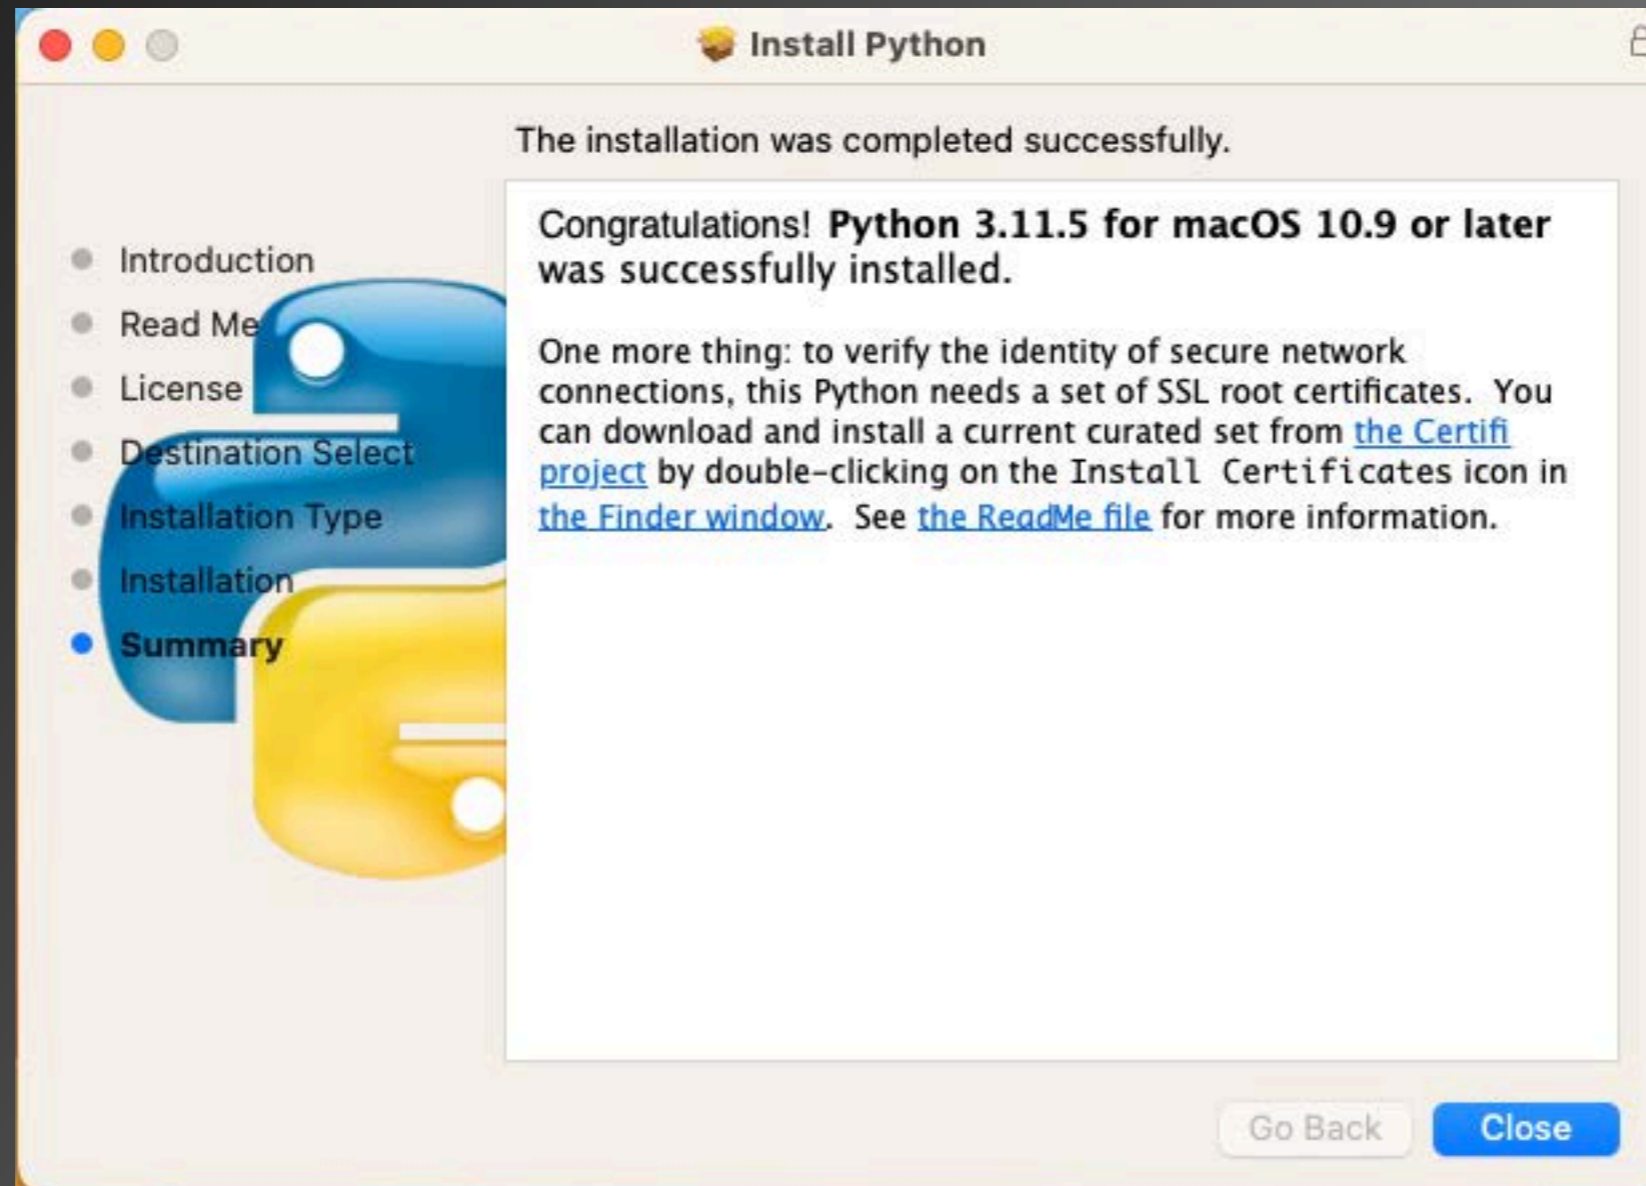 Install Python
The installation was completed successfully.
Introduction
Read Me
License
Destination Select
Installation Type
Installation
Summary
Congratulations! Python 3.11.5 for macOS 10.9 or later
was successfully installed.
One more thing: to verify the identity of secure network
connections, this Python needs a set of SSL root certificates.  You
can download and install a current curated set from the Certifi
project by double-clicking on the Install Certificates icon in
the Finder window.  See the ReadMe file for more information.
Go Back
Close